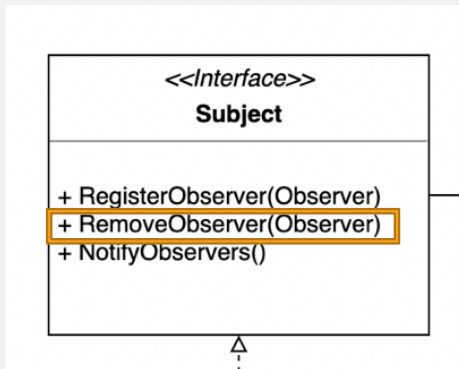 <<Interface>>
Subject
+ RegisterObserver(Observer)
+ RemoveObserver(Observer)
+ NotifyObservers()